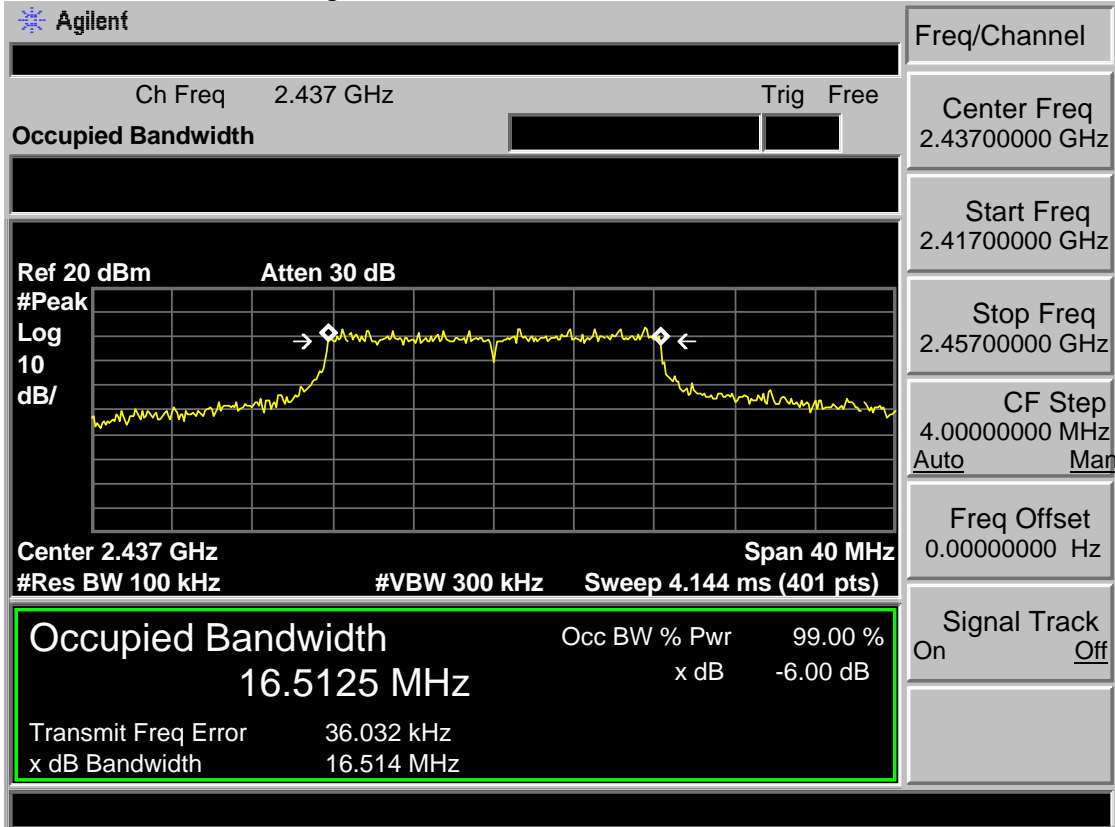 Agilent
Freq/Channel
Ch Freq 2.437 GHz Trig Free
Occupied Bandwidth
Center Freq
2.43700000 GHz
Start Freq
2.41700000 GHz
Ref 20 dBm Atten 30 dB
#Peak
Log
10
dB/
Stop Freq
2.45700000 GHz
CF Step
4.00000000 MHz
Auto Man
Center 2.437 GHz Span 40 MHz
#Res BW 100 kHz #VBW 300 kHz Sweep 4.144 ms (401 pts)
Freq Offset
0.00000000 Hz
Occupied Bandwidth Occ BW % Pwr 99.00 %
16.5125 MHz x dB -6.00 dB
Transmit Freq Error 36.032 kHz
x dB Bandwidth 16.514 MHz
Signal Track
On Off